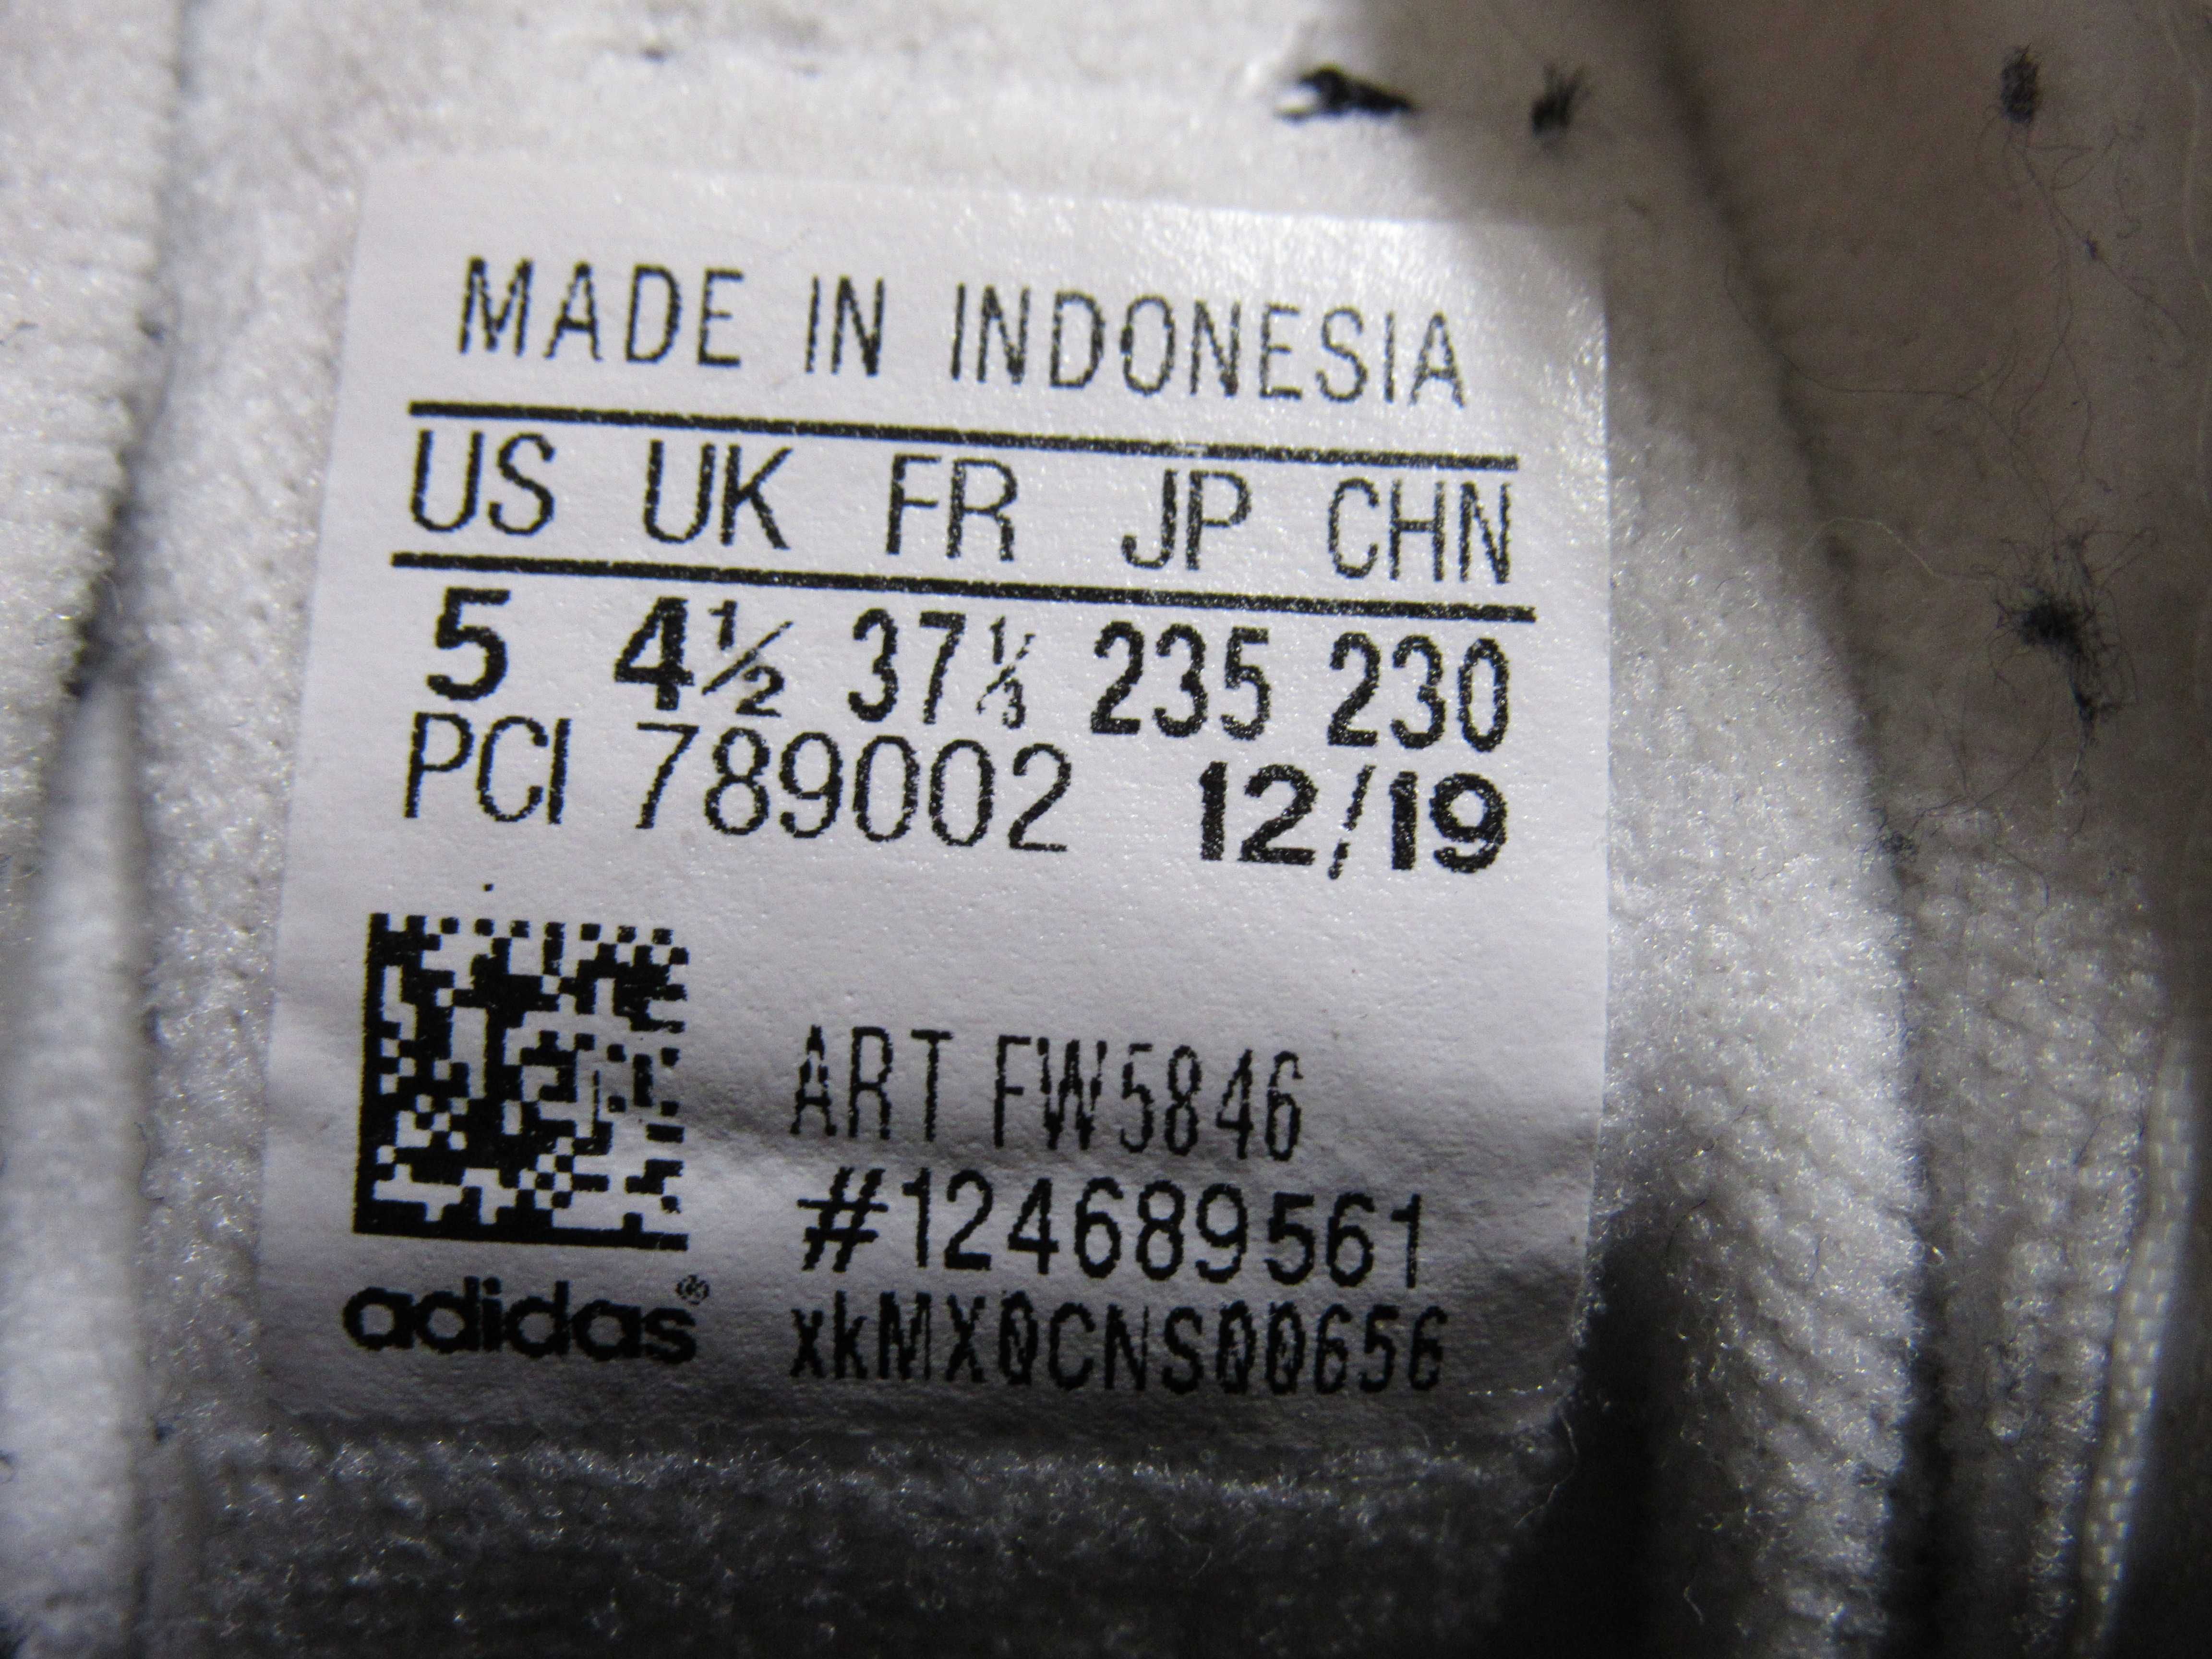 MADE IN INDONESIA
US UK FR JP CHN
5 4½ 37⅓ 235 230
PCI 789002 12/19
ART FW5846
#124689561
adidas®
xkMX0CNS00656